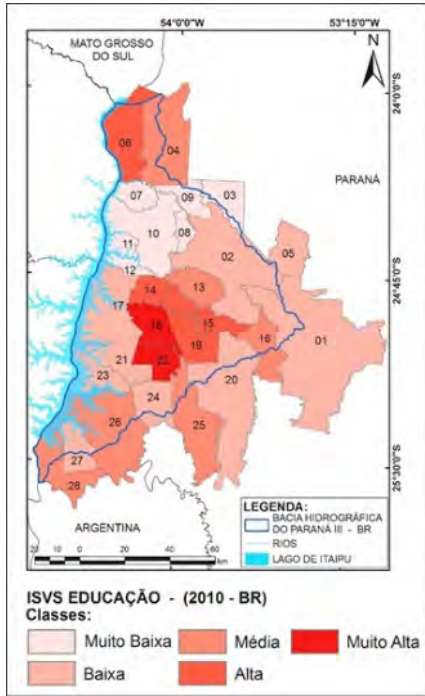 54°0'0"W 53°15'0"W
MATO GROSSO
DO SUL
N
24°0'0"S
06
04
PARANÁ
07
09
03
10
08
11
02
05
12
24°45'0"S
14
13
17
18
15
16
01
19
21
22
20
23
24
26
25
27
25°30'0"S
28
ARGENTINA
LEGENDA:
BACIA HIDROGRÁFICA
DO PARANÁ III - BR
RIOS
LAGO DE ITAIPU
20 10 0 20 40 60
km
ISVS EDUCAÇÃO - (2010 - BR)
Classes:
Muito Baixa Média Muito Alta
Baixa Alta